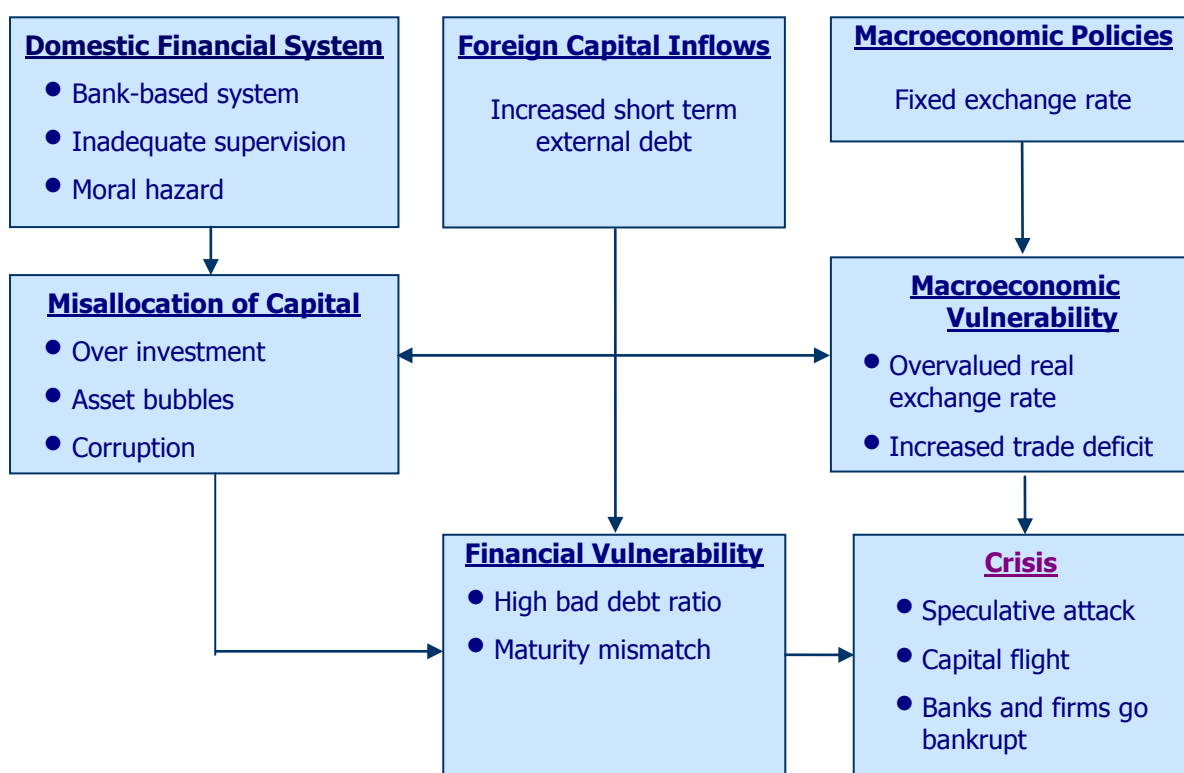 Domestic Financial System
● Bank-based system
● Inadequate supervision
● Moral hazard
Foreign Capital Inflows
Increased short term
external debt
Macroeconomic Policies
Fixed exchange rate
Misallocation of Capital
● Over investment
● Asset bubbles
● Corruption
Macroeconomic
Vulnerability
● Overvalued real
exchange rate
● Increased trade deficit
Financial Vulnerability
● High bad debt ratio
● Maturity mismatch
Crisis
● Speculative attack
● Capital flight
● Banks and firms go
bankrupt